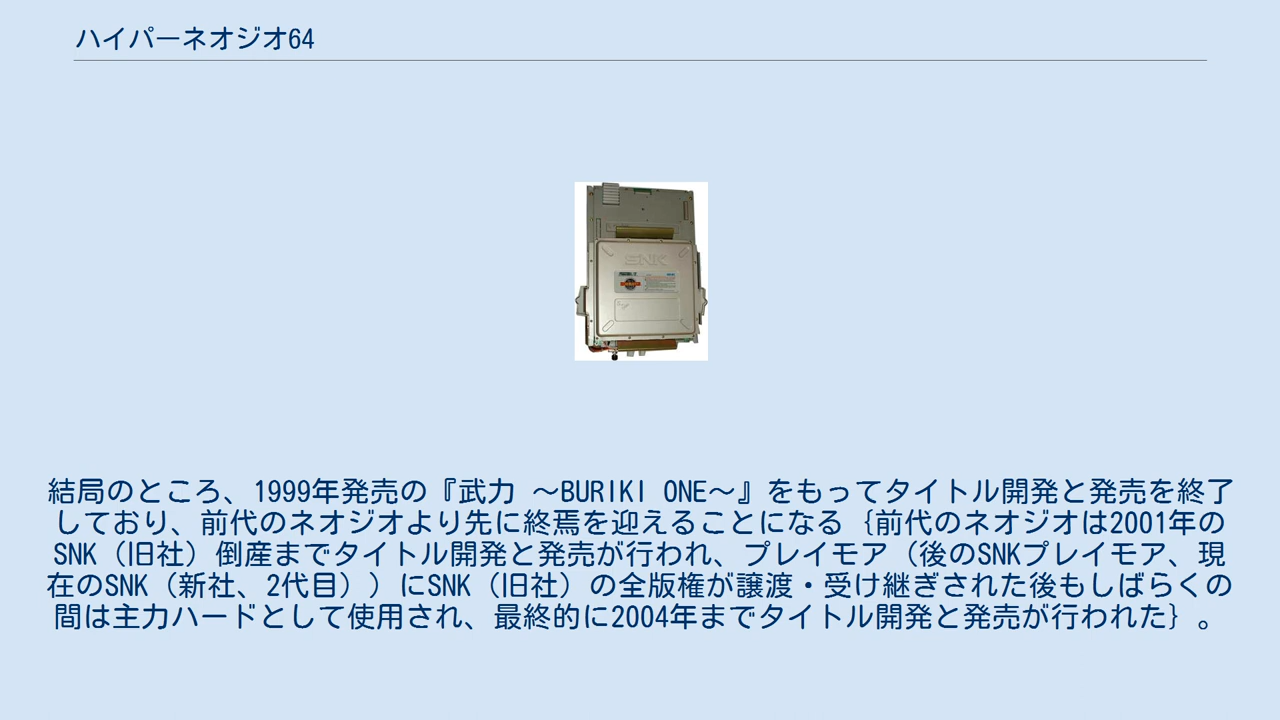 ハイパーネオジオ64
SNK
結局のところ、1999年発売の『武力 ～BURIKI ONE～』をもってタイトル開発と発売を終了
しており、前代のネオジオより先に終焉を迎えることになる｛前代のネオジオは2001年の
SNK（旧社）倒産までタイトル開発と発売が行われ、プレイモア（後のSNKプレイモア、現
在のSNK（新社、2代目））にSNK（旧社）の全版権が譲渡・受け継ぎされた後もしばらくの
間は主力ハードとして使用され、最終的に2004年までタイトル開発と発売が行われた｝。